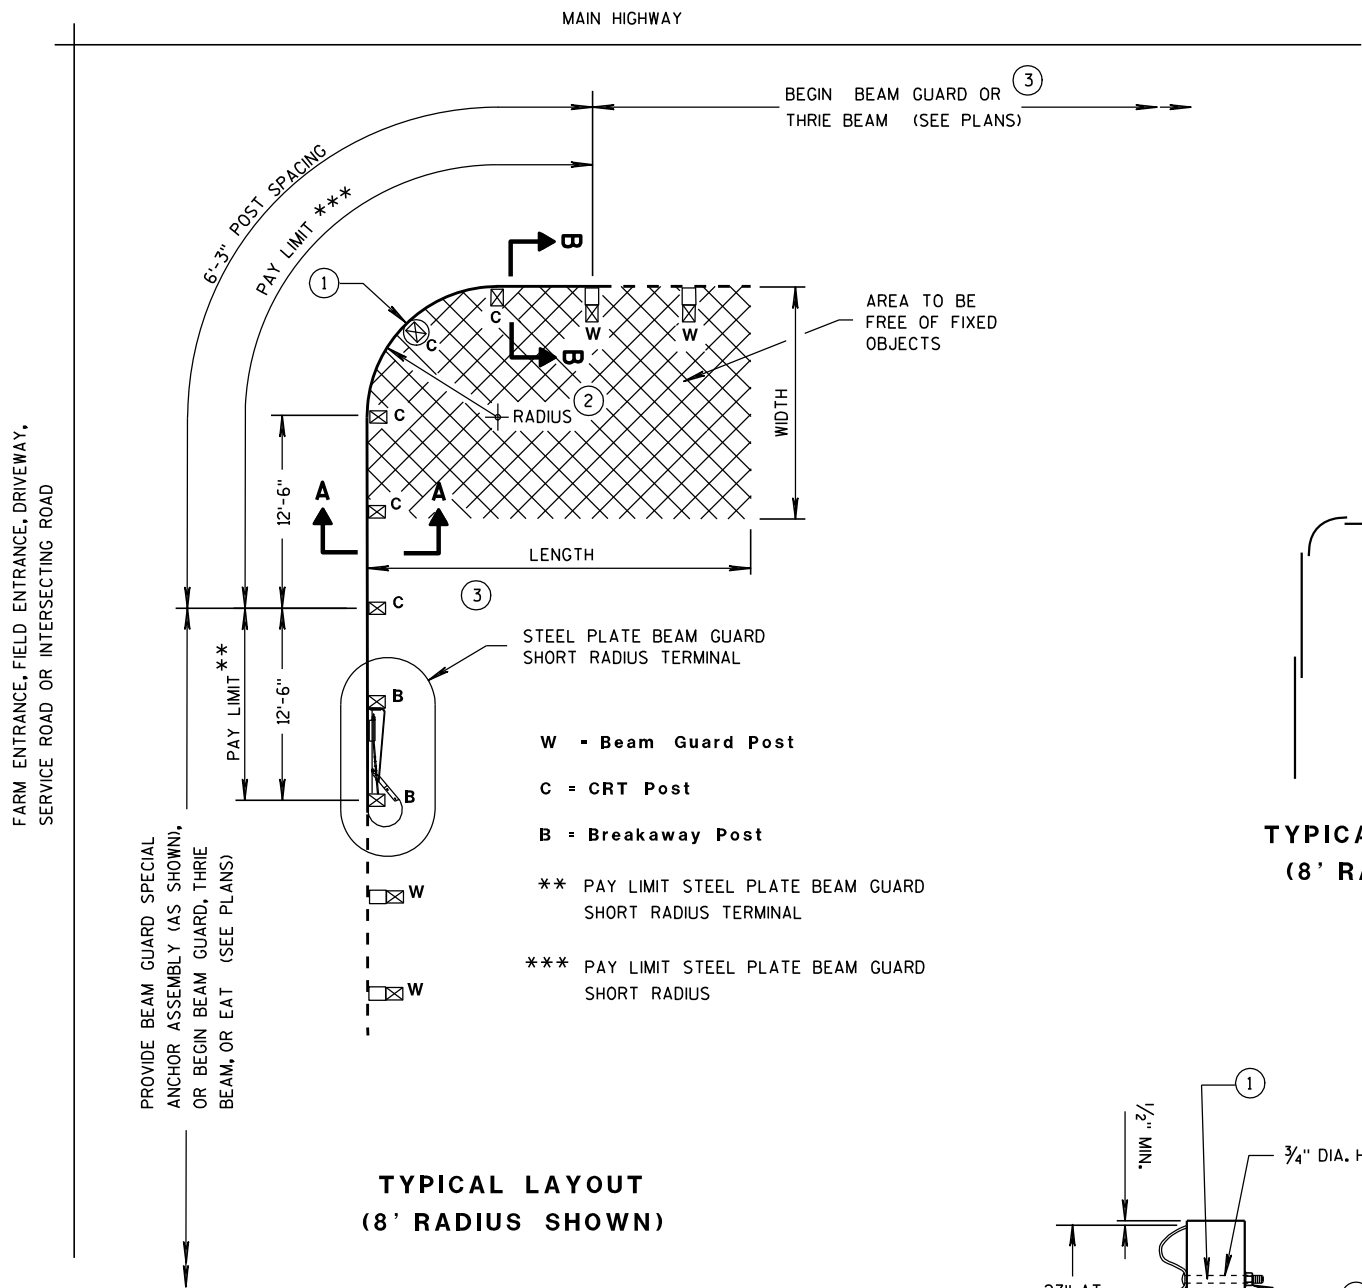 MAIN HIGHWAY
BEGIN BEAM GUARD OR
THRIE BEAM (SEE PLANS)
3
6'-3" POST SPACING
PAY LIMIT ***
1
B
B
C
C
W
W
AREA TO BE
FREE OF FIXED
OBJECTS
RADIUS
2
WIDTH
C
12'-6"
A
A
C
LENGTH
C
3
FARM ENTRANCE, FIELD ENTRANCE, DRIVEWAY,
SERVICE ROAD OR INTERSECTING ROAD
STEEL PLATE BEAM GUARD
SHORT RADIUS TERMINAL
PAY LIMIT **
12'-6"
B
B
W - Beam Guard Post
C = CRT Post
B - Breakaway Post
** PAY LIMIT STEEL PLATE BEAM GUARD
SHORT RADIUS TERMINAL
*** PAY LIMIT STEEL PLATE BEAM GUARD
SHORT RADIUS
W
W
PROVIDE BEAM GUARD SPECIAL
ANCHOR ASSEMBLY (AS SHOWN),
OR BEGIN BEAM GUARD, THRIE
BEAM, OR EAT (SEE PLANS)
TYPICAL LAYOUT
(8' RADIUS SHOWN)
TYPICA
(8' RA
1
1/2" MIN.
3/4" DIA. H